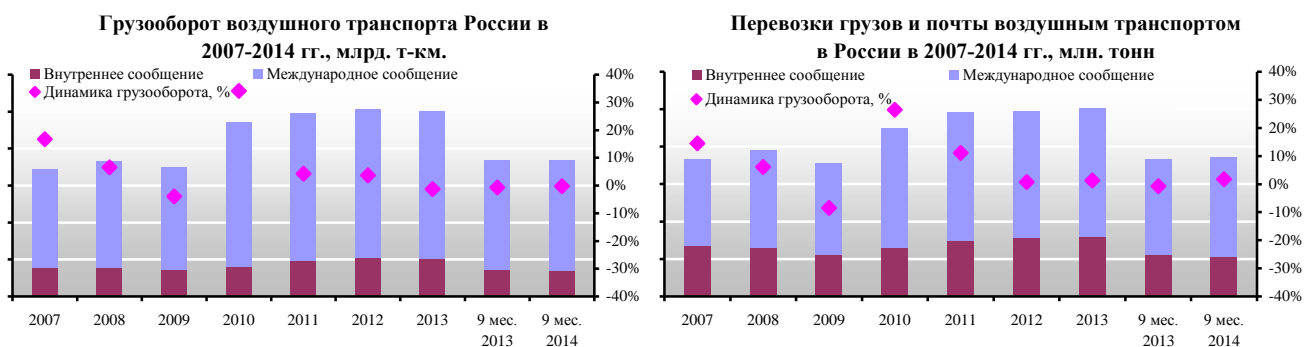 Грузооборот воздушного транспорта России в
2007-2014 гг., млрд. т-км.
Внутреннее сообщение
Международное сообщение
Динамика грузооборота, %
40%
30%
20%
10%
0%
-10%
-20%
-30%
-40%
2007 2008 2009 2010 2011 2012 2013 9 мес. 9 мес.
2013 2014
Перевозки грузов и почты воздушным транспортом
в России в 2007-2014 гг., млн. тонн
Внутреннее сообщение
Международное сообщение
Динамика грузооборота, %
40%
30%
20%
10%
0%
-10%
-20%
-30%
-40%
2007 2008 2009 2010 2011 2012 2013 9 мес. 9 мес.
2013 2014